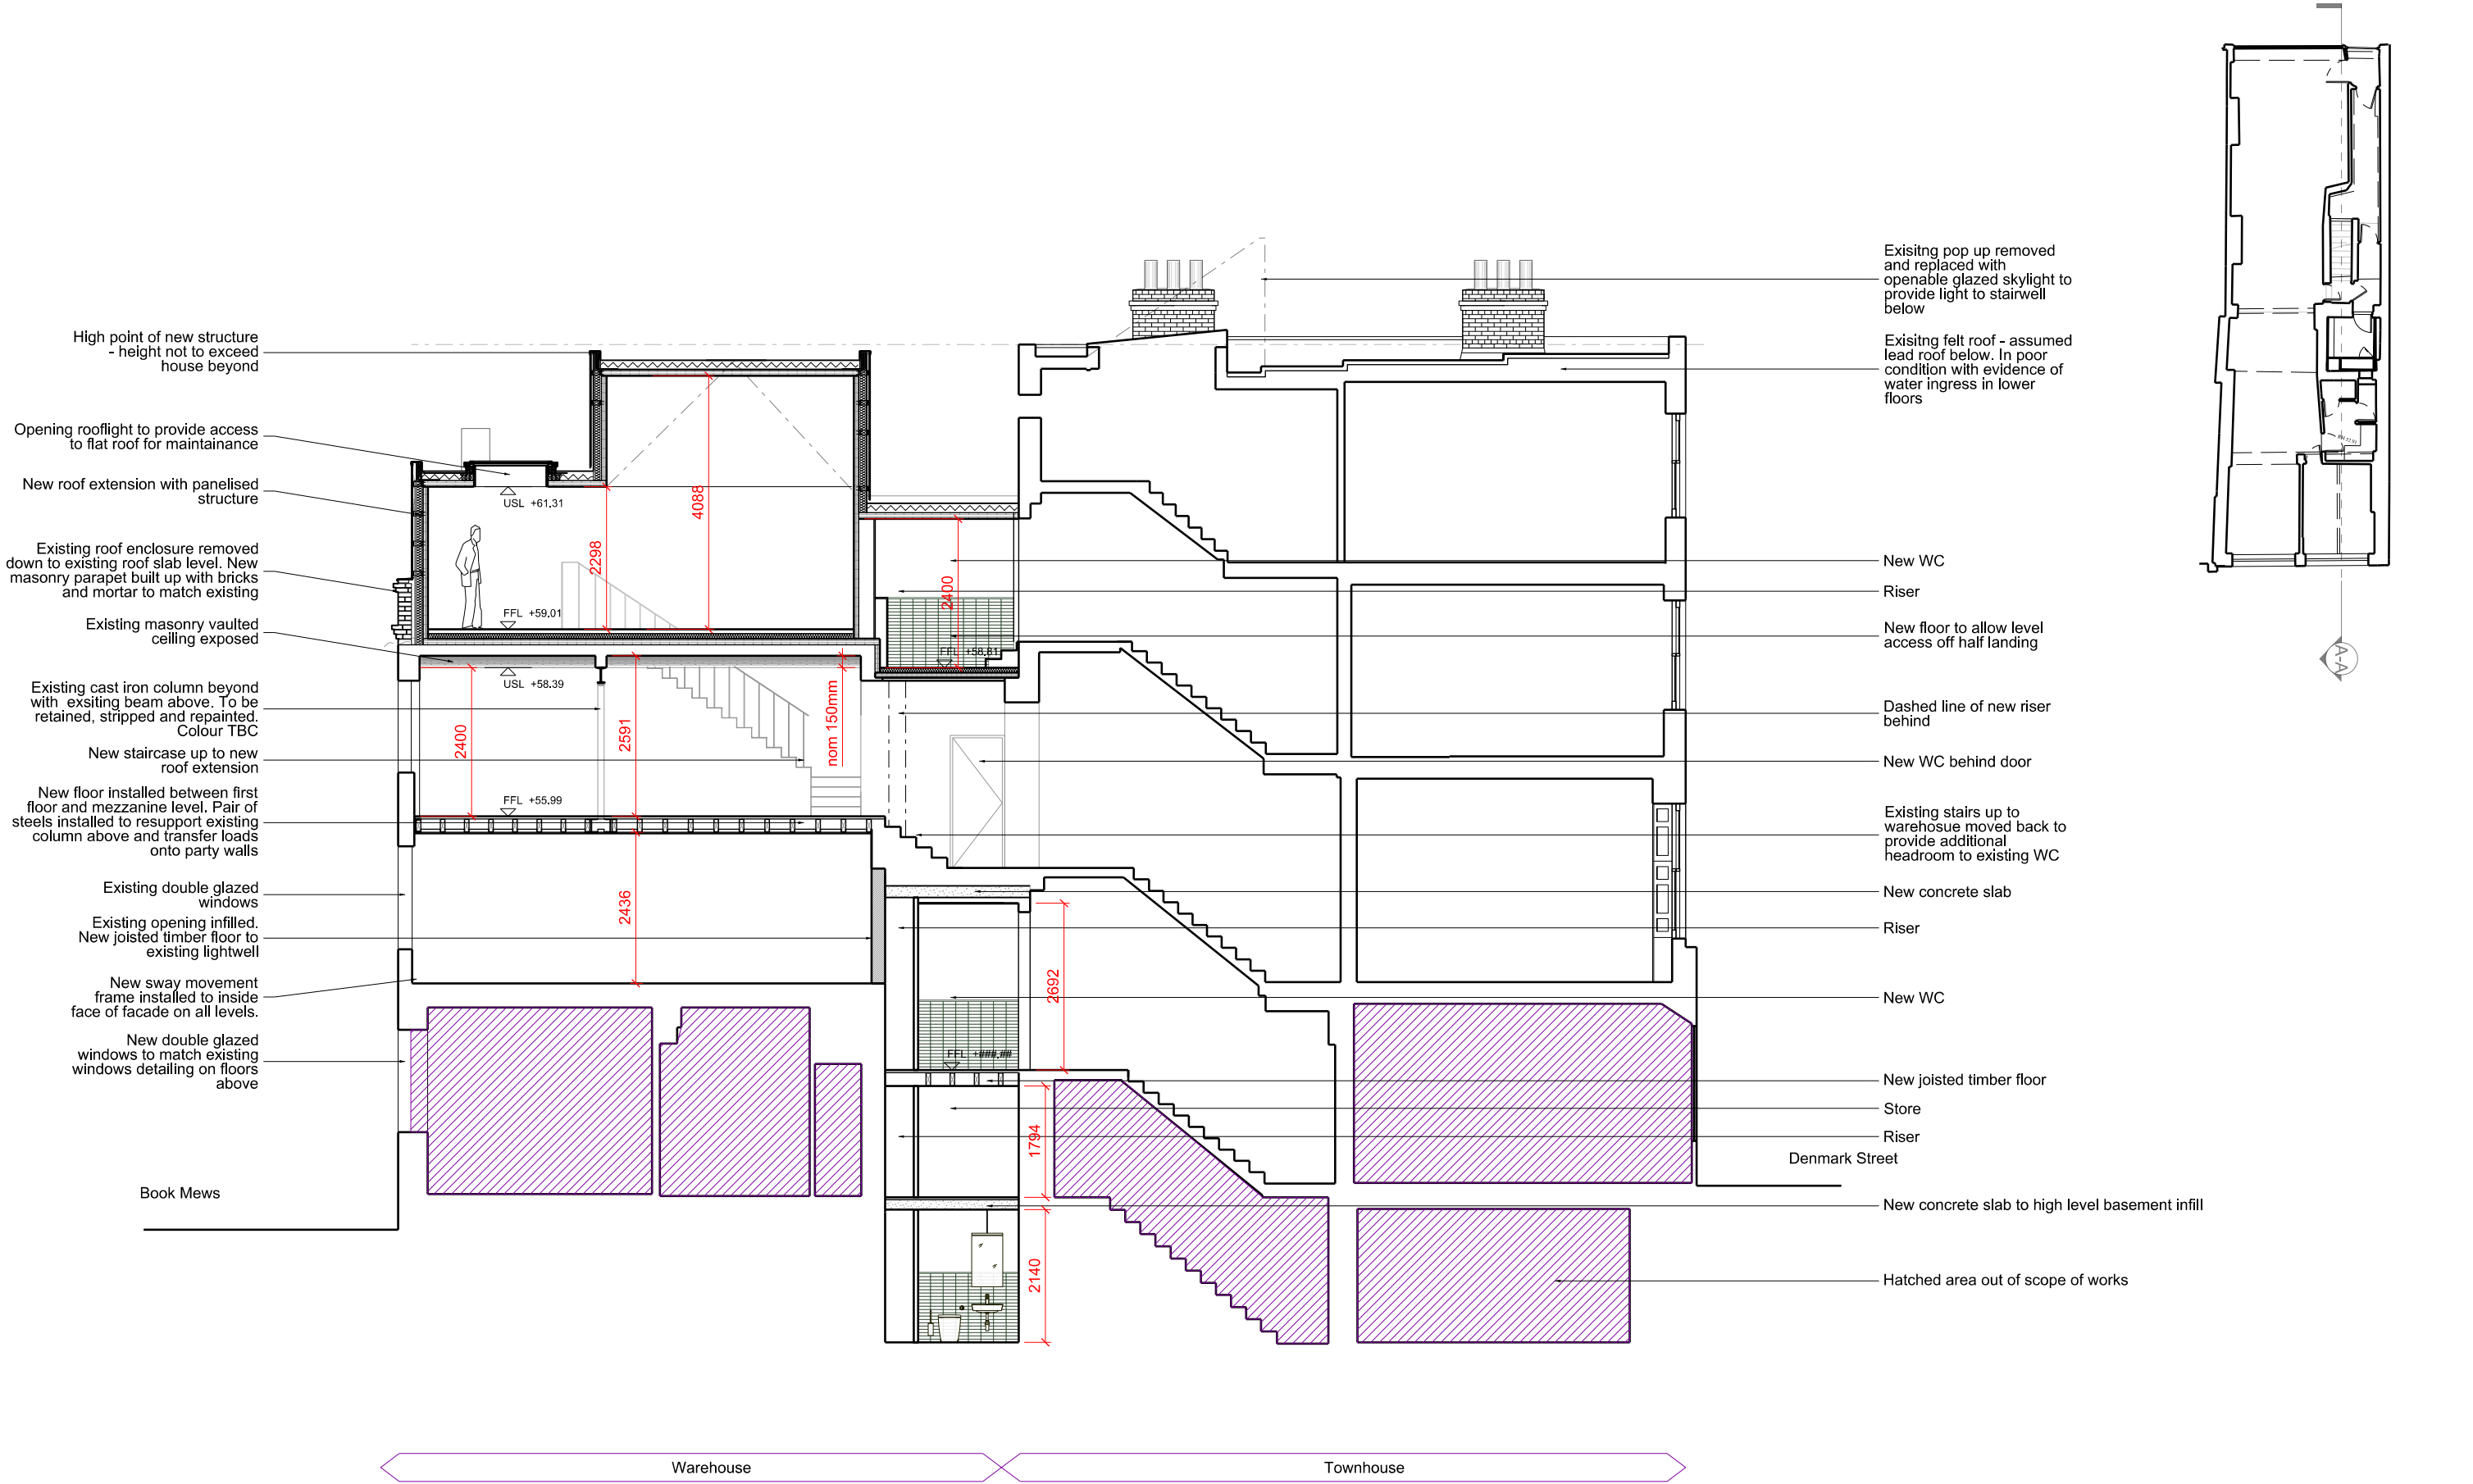 High point of new structure
- height not to exceed
house beyond
Opening rooflight to provide access
to flat roof for maintainance
New roof extension with panelised
structure
Existing roof enclosure removed
down to existing roof slab level. New
masonry parapet built up with bricks
and mortar to match existing
Existing masonry vaulted
ceiling exposed
Existing cast iron column beyond
with exsiting beam above. To be
retained, stripped and repainted.
Colour TBC
New staircase up to new
roof extension
New floor installed between first
floor and mezzanine level. Pair of
steels installed to resupport existing
column above and transfer loads
onto party walls
Existing double glazed
windows
Existing opening infilled.
New joisted timber floor to
existing lightwell
New sway movement
frame installed to inside
face of facade on all levels.
New double glazed
windows to match existing
windows detailing on floors
above
Book Mews
USL +61.31
4088
2298
FFL +59.01
2400
FFL +58.81
USL +58.39
2400
2591
nom 150mm
FFL +55.99
2436
2692
FFL +###.##
1794
2140
Exisitng pop up removed
and replaced with
openable glazed skylight to
provide light to stairwell
below
Exisitng felt roof - assumed
lead roof below. In poor
condition with evidence of
water ingress in lower
floors
New WC
Riser
New floor to allow level
access off half landing
Dashed line of new riser
behind
New WC behind door
Existing stairs up to
warehosue moved back to
provide additional
headroom to existing WC
New concrete slab
Riser
New WC
New joisted timber floor
Store
Riser
Denmark Street
New concrete slab to high level basement infill
Hatched area out of scope of works
A-A
Warehouse
Townhouse